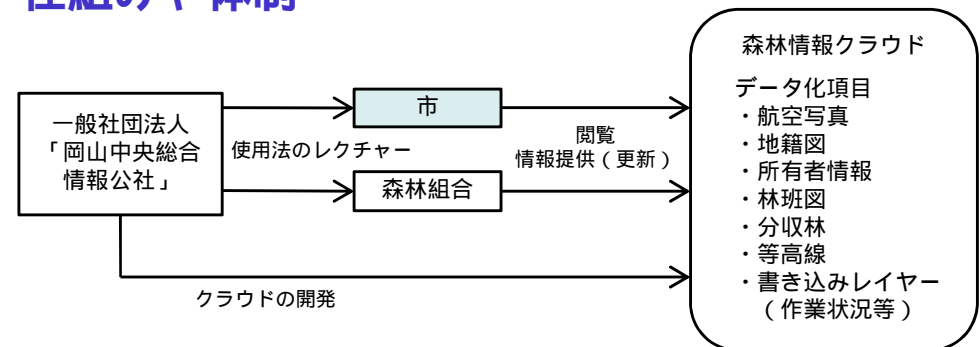 仕組みや体制
森林情報クラウド
データ化項目
・航空写真
・地籍図
・所有者情報
・林班図
・分収林
・等高線
・書き込みレイヤー
（作業状況等）
一般社団法人
「岡山中央総合
情報公社」
使用法のレクチャー
市
森林組合
閲覧
情報提供（更新）
クラウドの開発